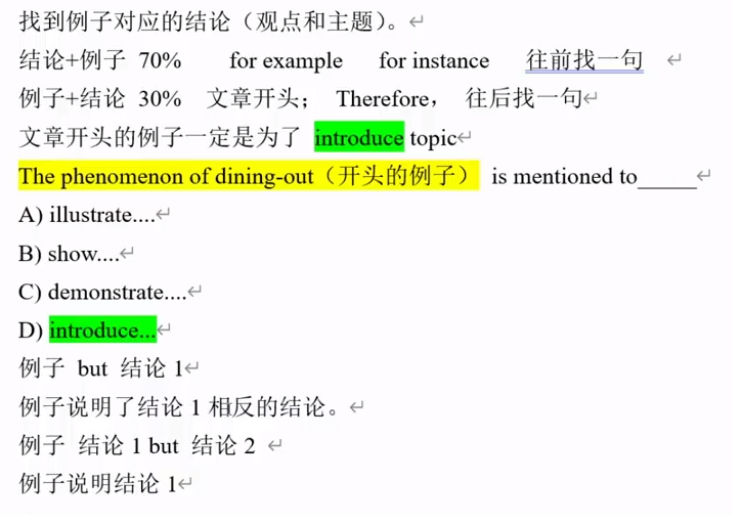 找到例子对应的结论（观点和主题）。
结论+例子 70% for example for instance 往前找一句
例子+结论 30% 文章开头； Therefore， 往后找一句
文章开头的例子一定是为了 introduce topic
The phenomenon of dining-out（开头的例子） is mentioned to_____
A) illustrate....
B) show....
C) demonstrate....
D) introduce...
例子 but 结论 1
例子说明了结论 1 相反的结论。
例子 结论 1 but 结论 2
例子说明结论 1